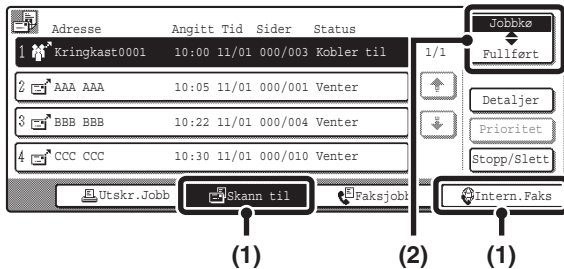 Adresse Angitt Tid Sider Status
Jobbkø
1 Kringkast0001 10:00 11/01 000/003 Kobler til 1/1 Fullført
2 AAA AAA 10:05 11/01 000/001 Venter
Detaljer
3 BBB BBB 10:22 11/01 000/004 Venter
Prioritet
4 CCC CCC 10:30 11/01 000/010 Venter
Stopp/Slett
Utskr.Jobb Skann til Faksjobb Intern.Faks
(1) (2) (1)